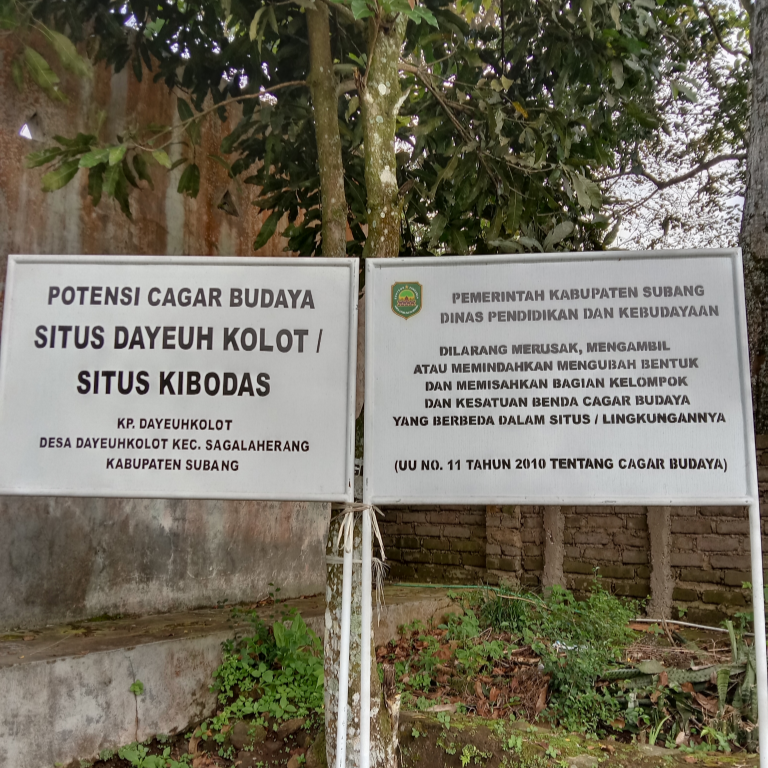 POTENSI CAGAR BUDAYA
SITUS DAYEUH KOLOT /
SITUS KIBODAS
KP. DAYEUHKOLOT
DESA DAYEUHKOLOT KEC. SAGALAHERANG
KABUPATEN SUBANG
PEMERINTAH KABUPATEN SUBANG
DINAS PENDIDIKAN DAN KEBUDAYAAN
DILARANG MERUSAK, MENGAMBIL
ATAU MEMINDAHKAN MENGUBAH BENTUK
DAN MEMISAHKAN BAGIAN KELOMPOK
DAN KESATUAN BENDA CAGAR BUDAYA
YANG BERBEDA DALAM SITUS / LINGKUNGANNYA
(UU NO. 11 TAHUN 2010 TENTANG CAGAR BUDAYA)